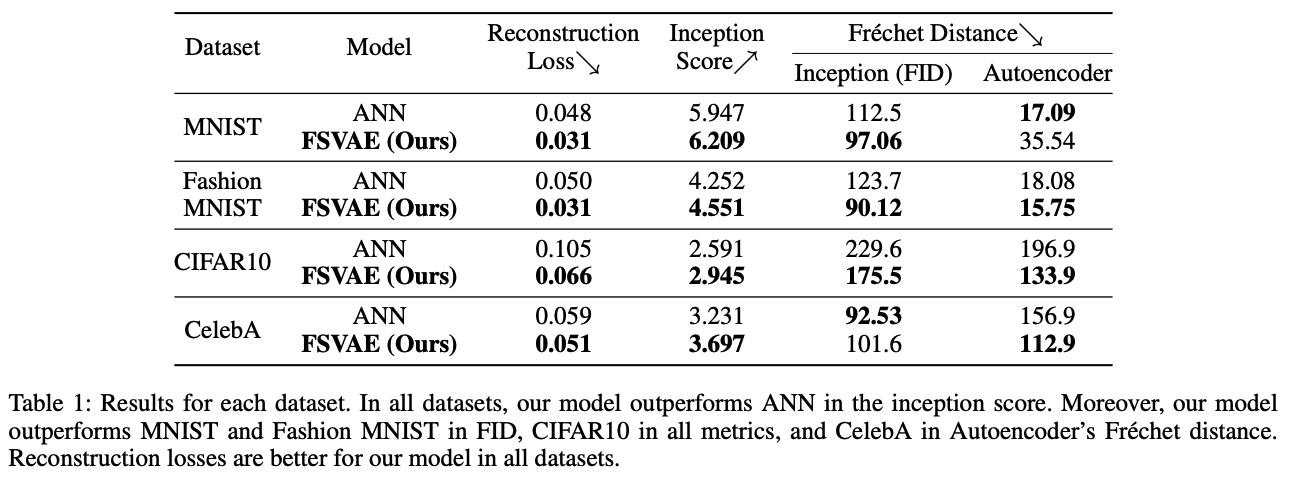 Dataset Model Reconstruction Loss↘ Inception Score↗ Fréchet Distance↘
Inception (FID) Autoencoder
MNIST ANN 0.048 5.947 112.5 17.09
FSVAE (Ours) 0.031 6.209 97.06 35.54
Fashion ANN 0.050 4.252 123.7 18.08
MNIST FSVAE (Ours) 0.031 4.551 90.12 15.75
CIFAR10 ANN 0.105 2.591 229.6 196.9
FSVAE (Ours) 0.066 2.945 175.5 133.9
CelebA ANN 0.059 3.231 92.53 156.9
FSVAE (Ours) 0.051 3.697 101.6 112.9
Table 1: Results for each dataset. In all datasets, our model outperforms ANN in the inception score. Moreover, our model
outperforms MNIST and Fashion MNIST in FID, CIFAR10 in all metrics, and CelebA in Autoencoder's Fréchet distance.
Reconstruction losses are better for our model in all datasets.